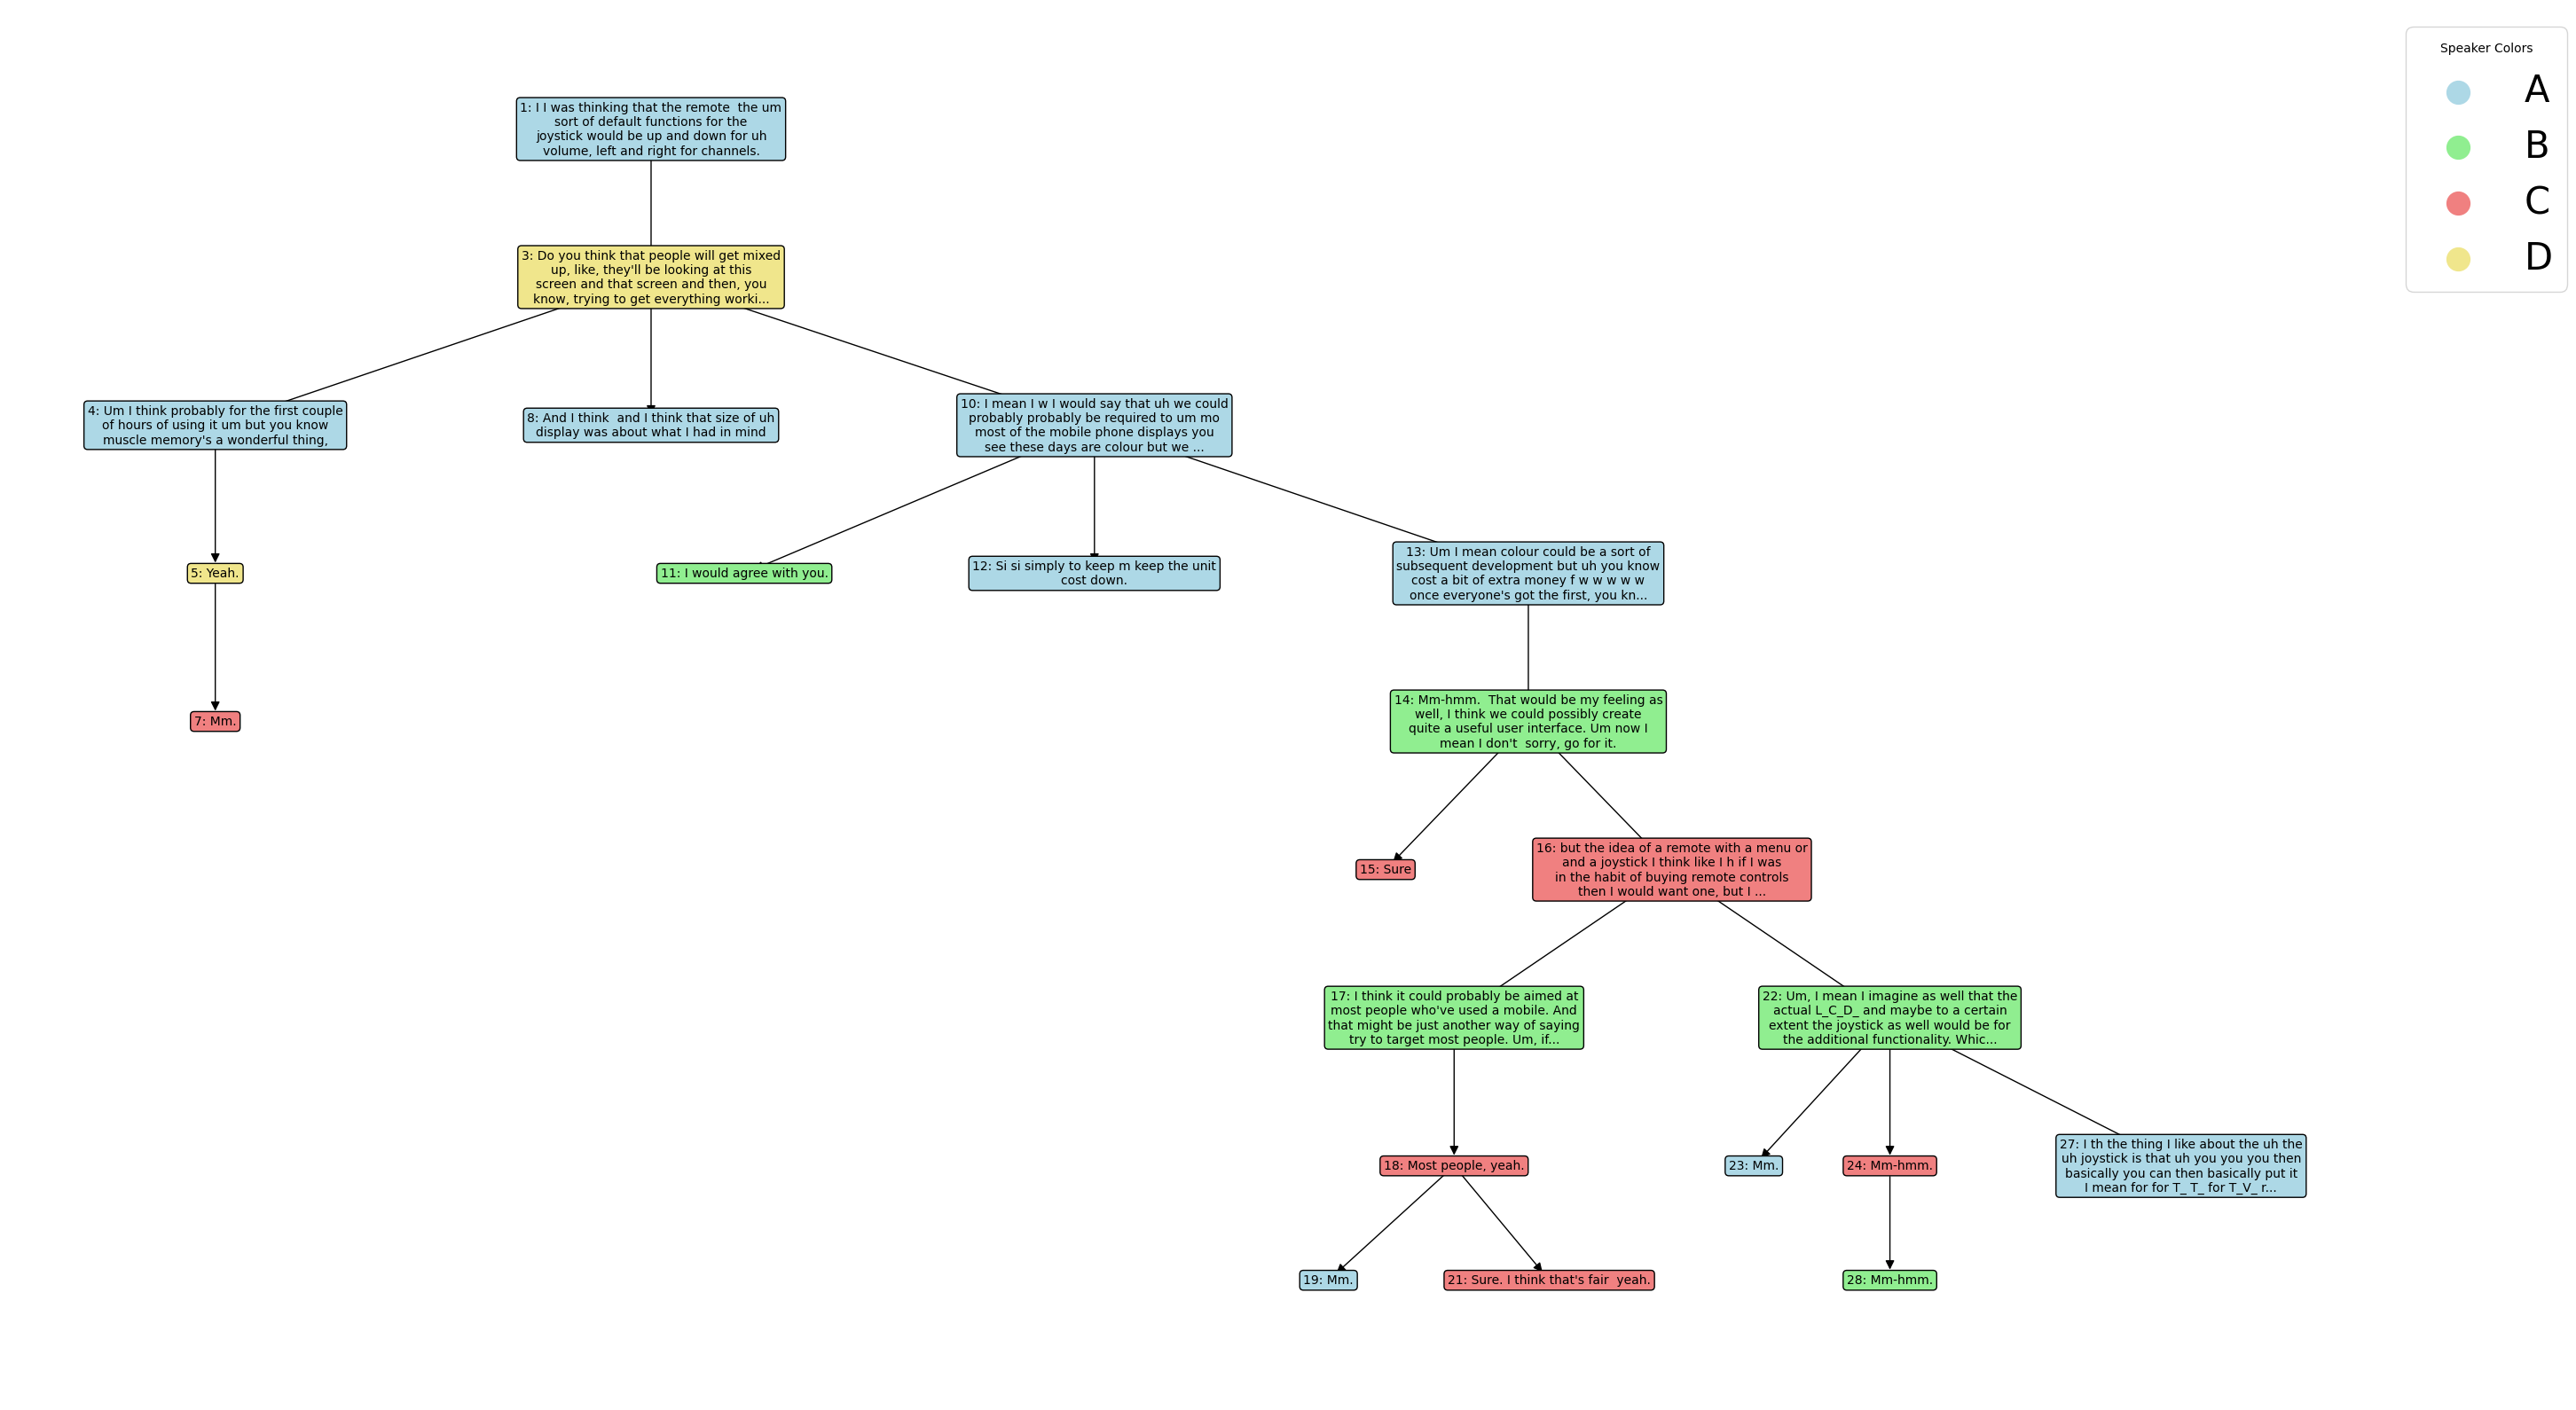 Speaker Colors
A
B
C
D
1: I I was thinking that the remote  the um
sort of default functions for the
joystick would be up and down for uh
volume, left and right for channels.
3: Do you think that people will get mixed
up, like, they'll be looking at this
screen and that screen and then, you
know, trying to get everything worki...
4: Um I think probably for the first couple
of hours of using it um but you know
muscle memory's a wonderful thing,
8: And I think  and I think that size of uh
display was about what I had in mind
10: I mean I w I would say that uh we could
probably probably be required to um mo
most of the mobile phone displays you
see these days are colour but we ...
5: Yeah.
11: I would agree with you.
12: Si si simply to keep m keep the unit
cost down.
13: Um I mean colour could be a sort of
subsequent development but uh you know
cost a bit of extra money f w w w w w
once everyone's got the first, you kn...
7: Mm.
14: Mm-hmm.  That would be my feeling as
well, I think we could possibly create
quite a useful user interface. Um now I
mean I don't  sorry, go for it.
15: Sure
16: but the idea of a remote with a menu or
and a joystick I think like I h if I was
in the habit of buying remote controls
then I would want one, but I ...
17: I think it could probably be aimed at
most people who've used a mobile. And
that might be just another way of saying
try to target most people. Um, if...
22: Um, I mean I imagine as well that the
actual L_C_D_ and maybe to a certain
extent the joystick as well would be for
the additional functionality. Whic...
18: Most people, yeah.
23: Mm.
24: Mm-hmm.
27: I th the thing I like about the uh the
uh joystick is that uh you you you then
basically you can then basically put it
I mean for for T_ T_ for T_V_ r...
19: Mm.
21: Sure. I think that's fair  yeah.
28: Mm-hmm.